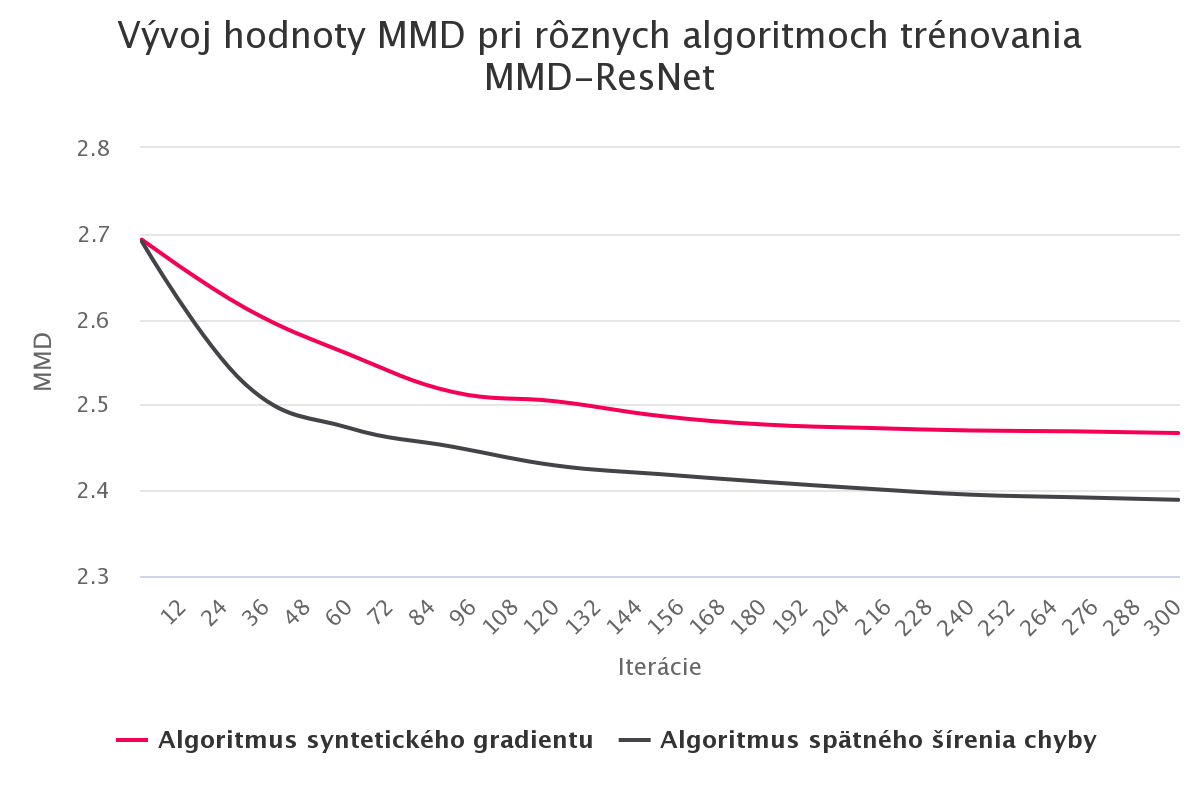 Vývoj hodnoty MMD pri rôznych algoritmoch trénovania
MMD-ResNet
2.8
2.7
2.6
2.5
2.4
2.3
MMD
12 24 36 48 60 72 84 96 108 120 132 144 156 168 180 192 204 216 228 240 252 264 276 288 300
Iterácie
Algoritmus syntetického gradientu Algoritmus spätného šírenia chyby